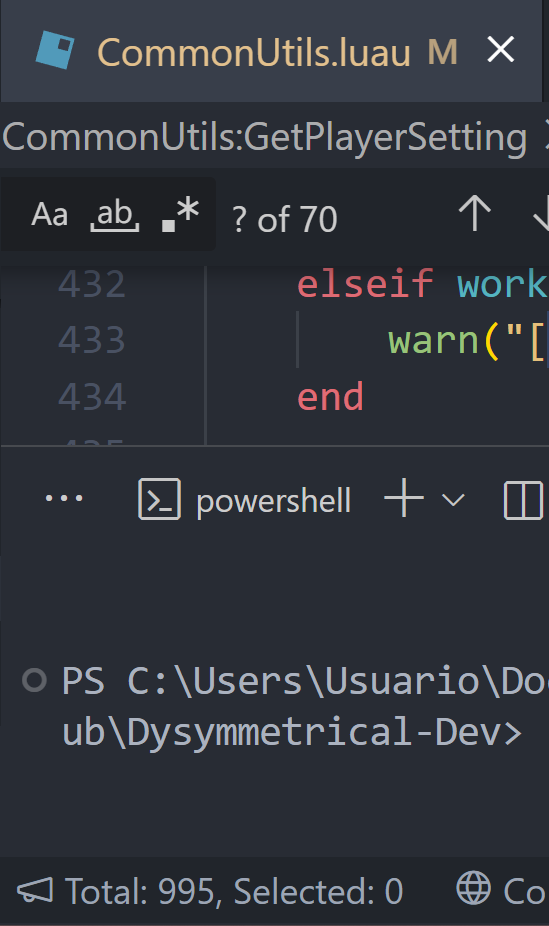 CommonUtils.luau M
CommonUtils:GetPlayerSetting
Aa ab ? of 70
432 elseif work
433 warn("[
434 end
435
... powershell
PS C:\Users\Usuario\Do
ub\Dysymmetrical-Dev>
Total: 995, Selected: 0 Co